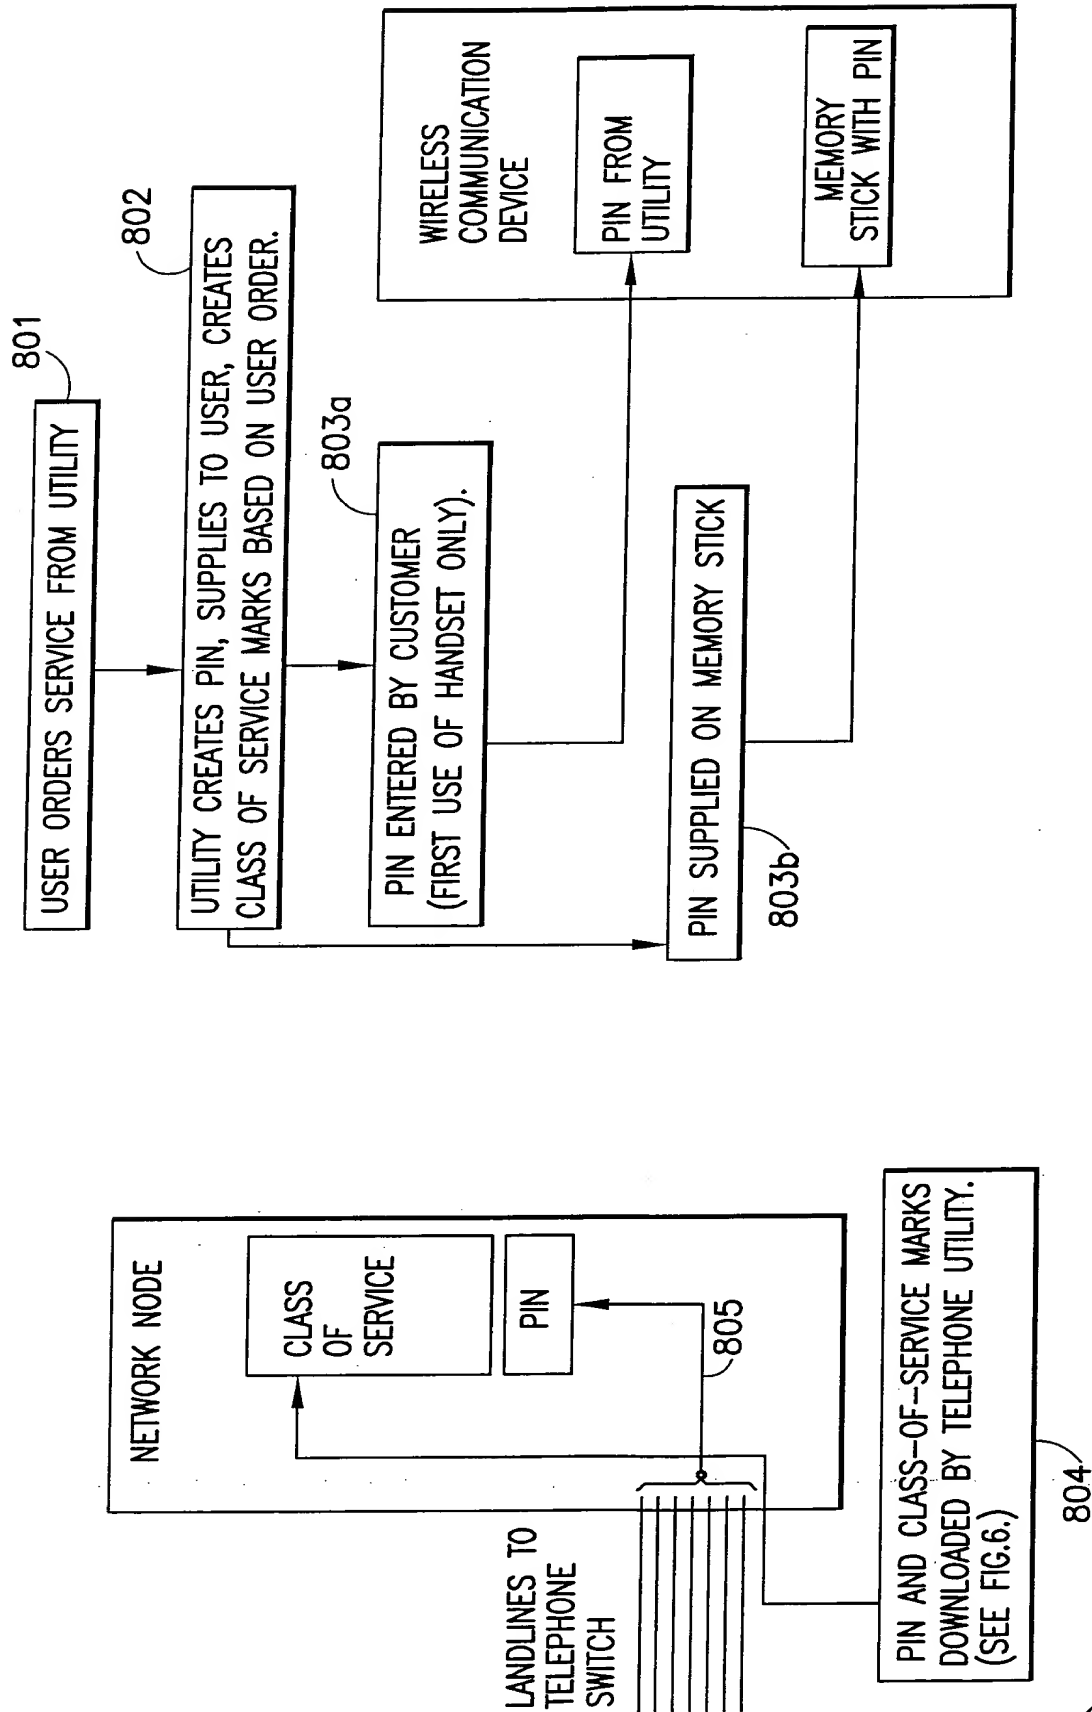 801
USER ORDERS SERVICE FROM UTILITY
802
UTILITY CREATES PIN, SUPPLIES TO USER, CREATES
CLASS OF SERVICE MARKS BASED ON USER ORDER.
803a
PIN ENTERED BY CUSTOMER
(FIRST USE OF HANDSET ONLY).
PIN SUPPLIED ON MEMORY STICK
803b
WIRELESS
COMMUNICATION
DEVICE
PIN FROM
UTILITY
MEMORY
STICK WITH PIN
NETWORK NODE
CLASS
OF
SERVICE
PIN
805
LANDLINES TO
TELEPHONE
SWITCH
PIN AND CLASS-OF-SERVICE MARKS
DOWNLOADED BY TELEPHONE UTILITY.
(SEE FIG.6.)
804